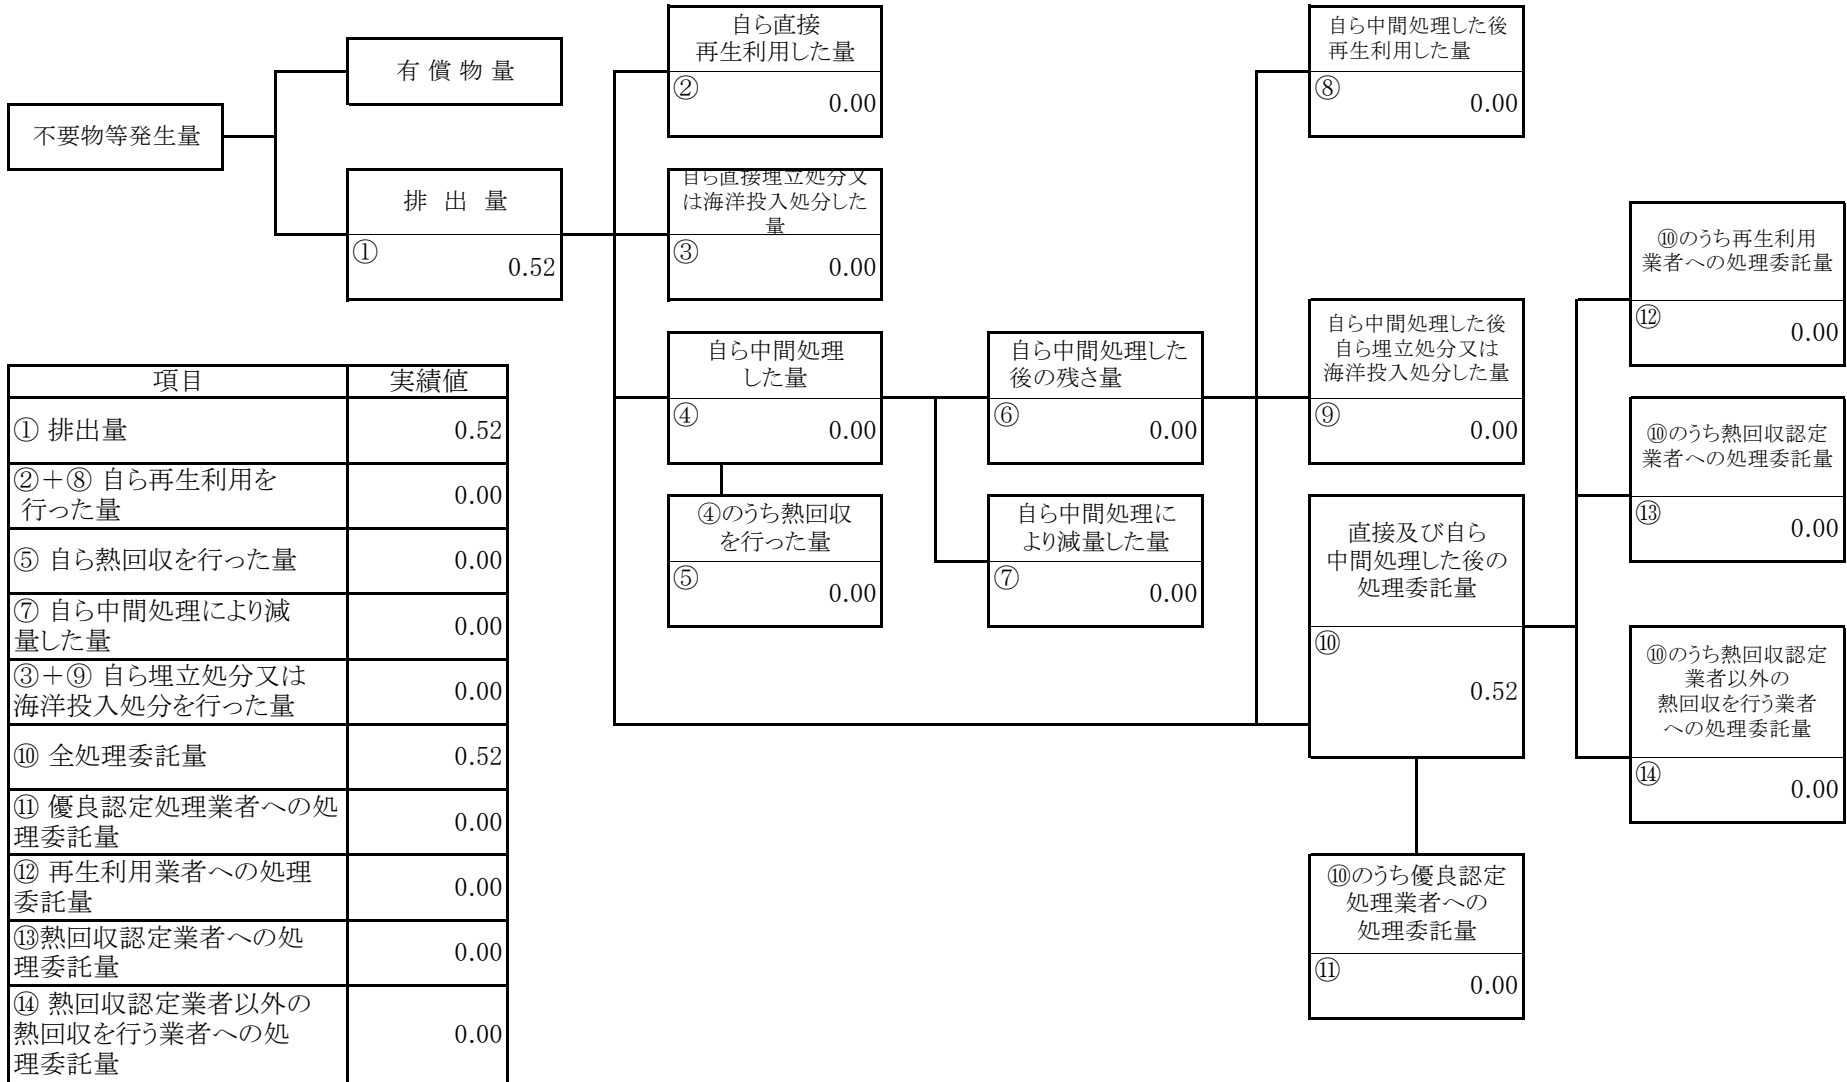 不要物等発生量
有 償 物 量
排 出 量
①
0.52
自ら直接
再生利用した量
②
0.00
自ら直接埋立処分又
は海洋投入処分した
量
③
0.00
自ら中間処理
した量
④
0.00
④のうち熱回収
を行った量
⑤
0.00
自ら中間処理した
後の残さ量
⑥
0.00
自ら中間処理に
より減量した量
⑦
0.00
自ら中間処理した後
再生利用した量
⑧
0.00
自ら中間処理した後
自ら埋立処分又は
海洋投入処分した量
⑨
0.00
直接及び自ら
中間処理した後の
処理委託量
⑩
0.52
⑩のうち優良認定
処理業者への
処理委託量
⑪
0.00
⑩のうち再生利用
業者への処理委託量
⑫
0.00
⑩のうち熱回収認定
業者への処理委託量
⑬
0.00
⑩のうち熱回収認定
業者以外の
熱回収を行う業者
への処理委託量
⑭
0.00
項目 実績値
① 排出量 0.52
②＋⑧ 自ら再生利用を
行った量
0.00
⑤ 自ら熱回収を行った量 0.00
⑦ 自ら中間処理により減
量した量
0.00
③＋⑨ 自ら埋立処分又は
海洋投入処分を行った量
0.00
⑩ 全処理委託量 0.52
⑪ 優良認定処理業者への処
理委託量
0.00
⑫ 再生利用業者への処理
委託量
0.00
⑬熱回収認定業者への処
理委託量
0.00
⑭ 熱回収認定業者以外の
熱回収を行う業者への処
理委託量
0.00